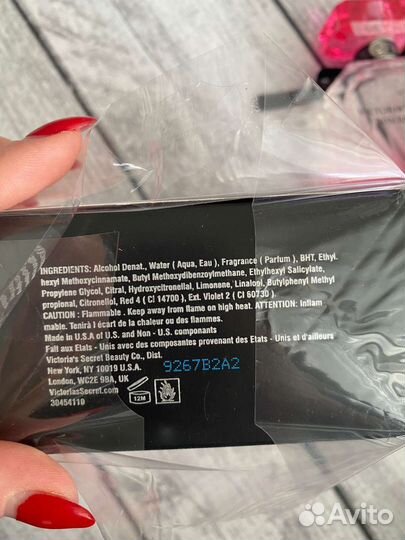 INGREDIENTS: Alcohol Denat., Water ( Aqua, Eau ), Fragrance ( Parfum ), BHT, Ethyl
hexyl Methoxycinnamate, Butyl Methoxydibenzoylmethane, Ethylhexyl Salicylate,
Propylene Glycol, Citral, Hydroxycitronellal, Limonene, Linalool, Butylphenyl Methyl
propional, Citronellol, Red 4 ( CI 14700 ), Ext. Violet 2 ( CI 60730 ).
CAUTION : Flammable. Keep away from flame or high heat. ATTENTION: Inflam
mable. Tenir à l'écart de la chaleur ou des flammes.
Made in U.S.A of U.S. and Non - U.S. components
Fait aux Etats - Unis avec des composantes provenant des Etats - Unis et d'ailleurs
Victoria's Secret Beauty Co., Dist.
New York, NY 10019 U.S.A.
London, WC2E 9BA, UK
VictoriasSecret.com
30454110
9267B2A2
12M
Avito